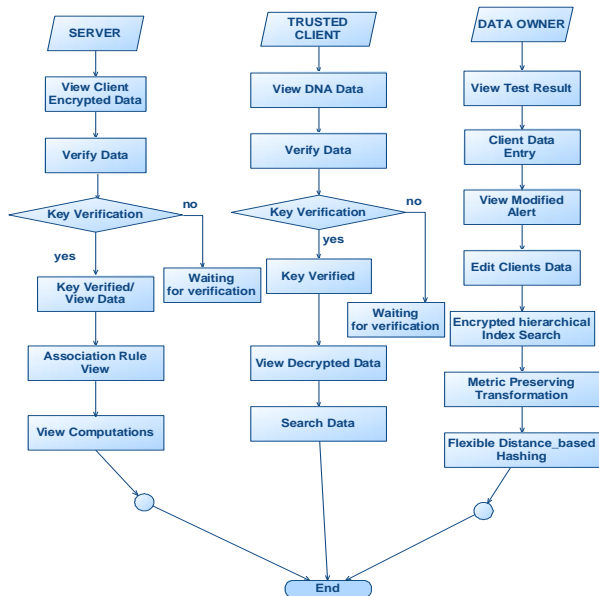 SERVER
View Client
Encrypted Data
Verify Data
Key Verification
no
yes
Waiting
for verification
Key Verified/
View Data
Association Rule
View
View Computations
TRUSTED
CLIENT
View DNA Data
Verify Data
Key Verification
no
yes
Key Verified
Waiting
for verification
View Decrypted Data
Search Data
DATA OWNER
View Test Result
Client Data
Entry
View Modified
Alert
Edit Clients Data
Encrypted hierarchical
Index Search
Metric Preserving
Transformation
Flexible Distance_based
Hashing
End